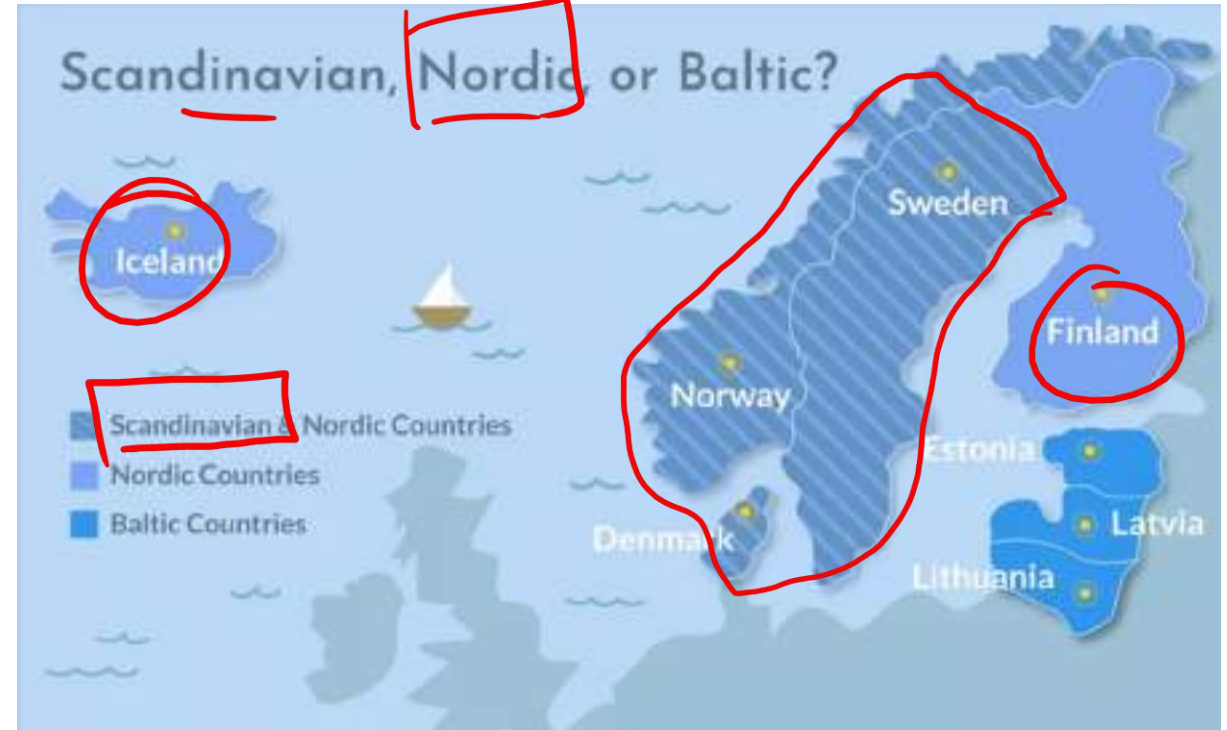 Scandinavian, Nordic, or Baltic?
Sweden
Iceland
Finland
Norway
Scandinavian & Nordic Countries
Estonia
Nordic Countries
Baltic Countries
Latvia
Denmark
Lithuania